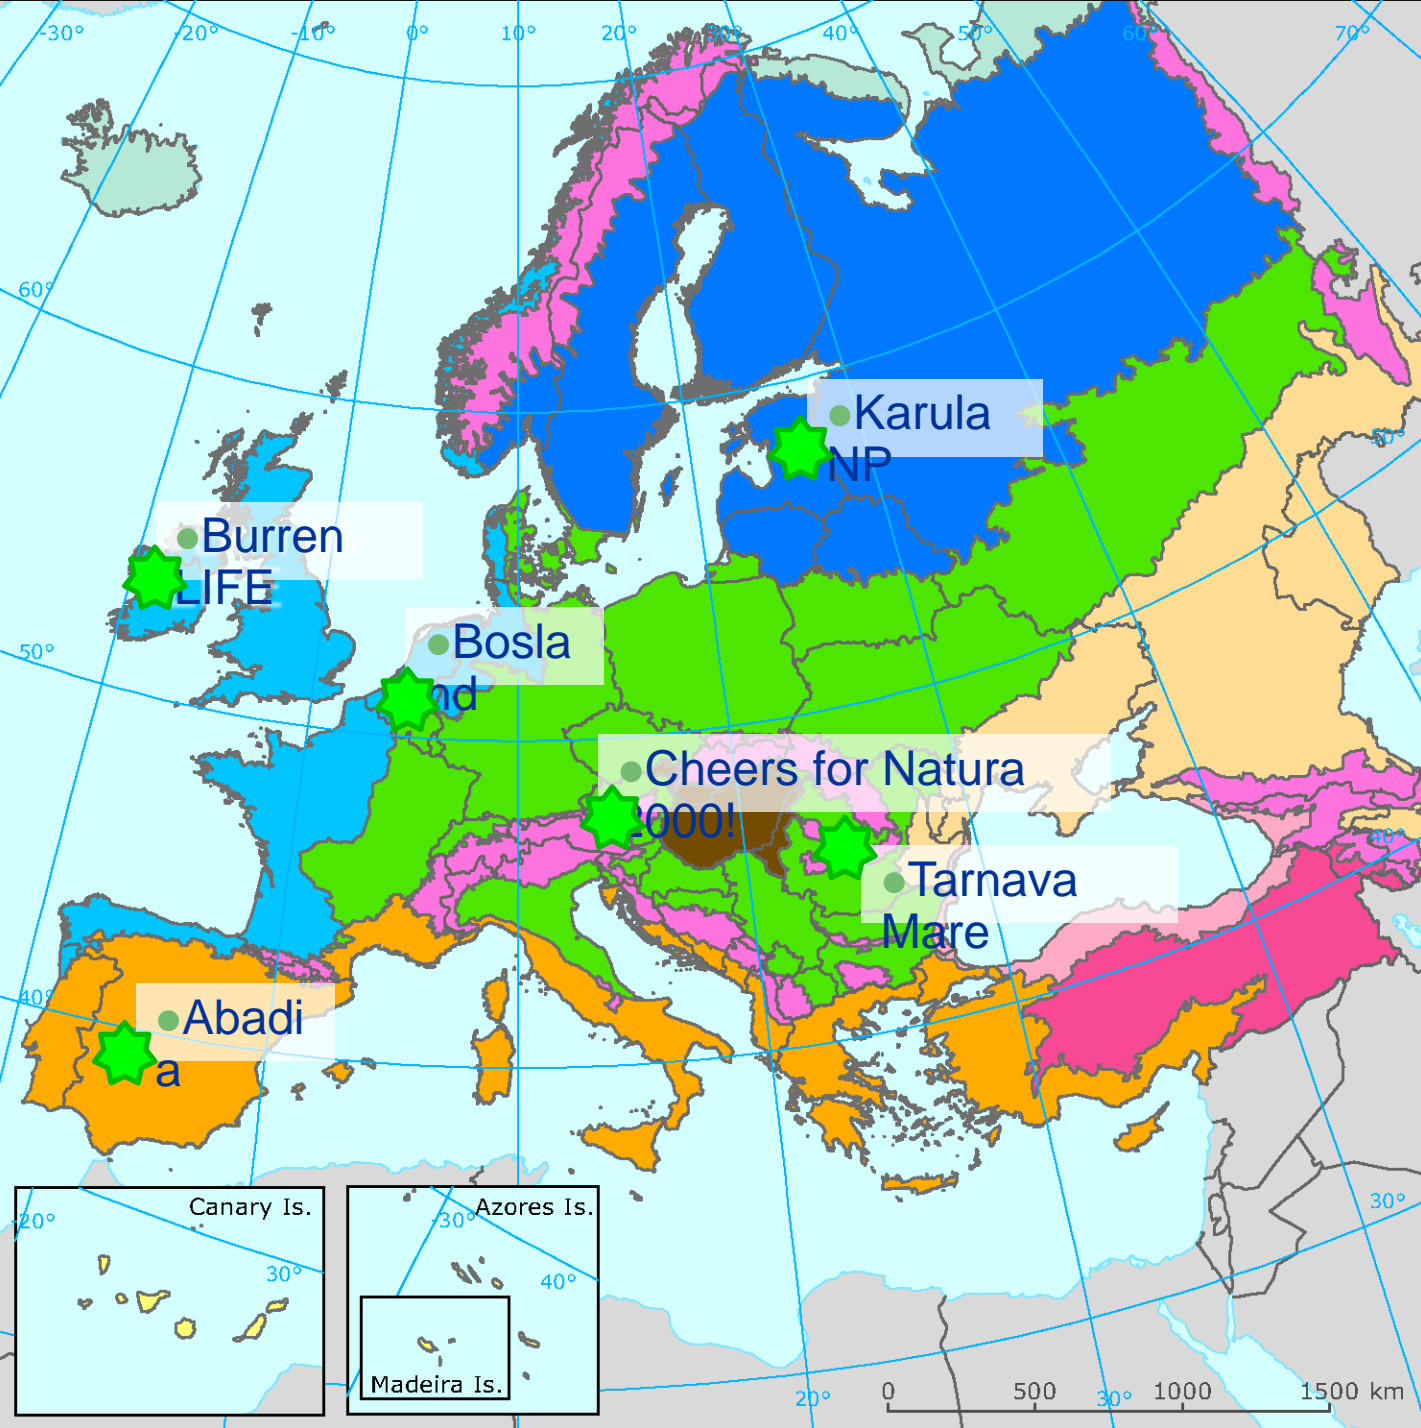 -30°
-20°
-10°
0°
10°
20°
30°
40°
50°
60°
70°
60°
Karula
NP
50°
Burren
LIFE
Bosla
nd
50°
Cheers for Natura
2000!
40°
Tarnava
Mare
40°
Abadi
a
Canary Is.
-20°
30°
Azores Is.
-30°
40°
Madeira Is.
30°
0 500 1000 1500 km
20°
30°